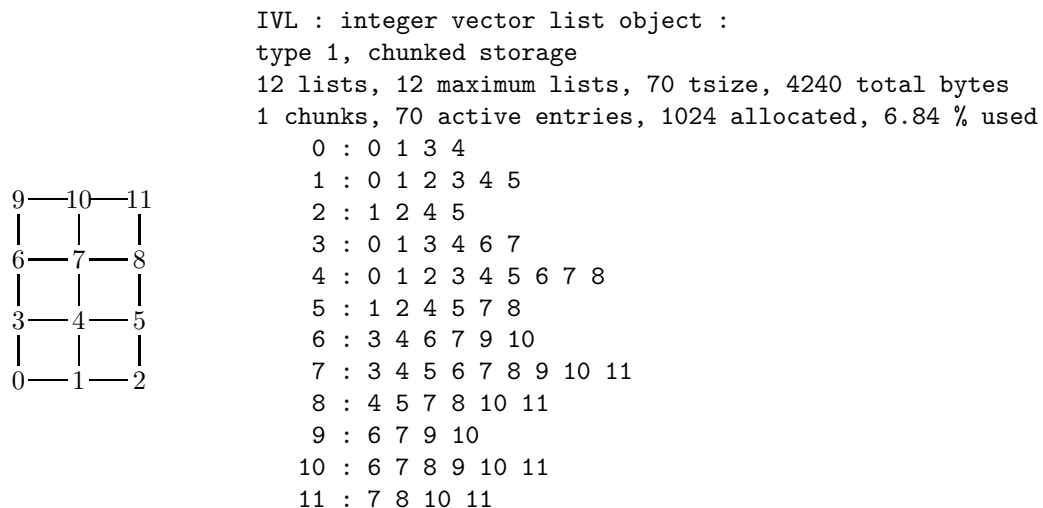 9 10 11
6 7 8
3 4 5
0 1 2
IVL : integer vector list object :
type 1, chunked storage
12 lists, 12 maximum lists, 70 tsize, 4240 total bytes
1 chunks, 70 active entries, 1024 allocated, 6.84 % used
0 : 0 1 3 4
1 : 0 1 2 3 4 5
2 : 1 2 4 5
3 : 0 1 3 4 6 7
4 : 0 1 2 3 4 5 6 7 8
5 : 1 2 4 5 7 8
6 : 3 4 6 7 9 10
7 : 3 4 5 6 7 8 9 10 11
8 : 4 5 7 8 10 11
9 : 6 7 9 10
10 : 6 7 8 9 10 11
11 : 7 8 10 11